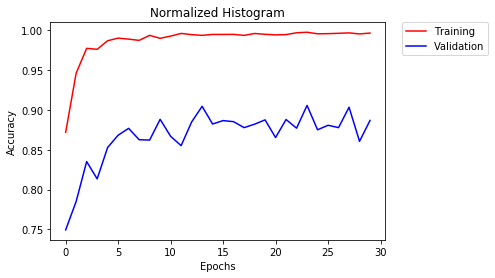 Normalized Histogram
Training
Validation
Accuracy
1.00
0.95
0.90
0.85
0.80
0.75
0 5 10 15 20 25 30
Epochs